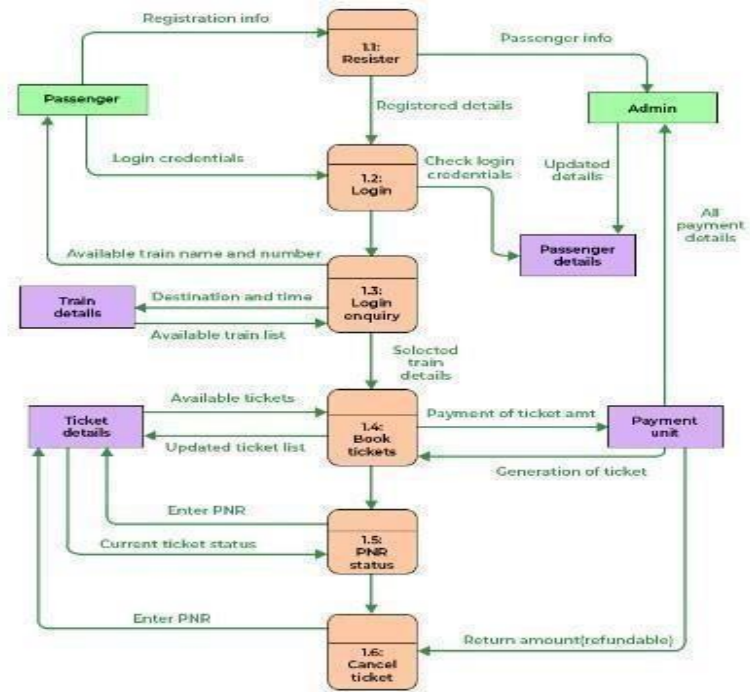 Registration info
1.1:
Resister
Passenger info
Passenger
Admin
Registered details
Login credentials
1.2:
Login
Check login
credentials
Updated
details
All
payment
details
Passenger
details
Available train name and number
1.3:
Login
enquiry
Train
details
Destination and time
Available train list
Selected
train
details
Available tickets
Ticket
details
1.4:
Book
tickets
Payment of ticket amt
Payment
unit
Updated ticket list
Generation of ticket
Enter PNR
Current ticket status
1.5:
PNR
status
Enter PNR
Return amount(refundable)
1.6:
Cancel
ticket